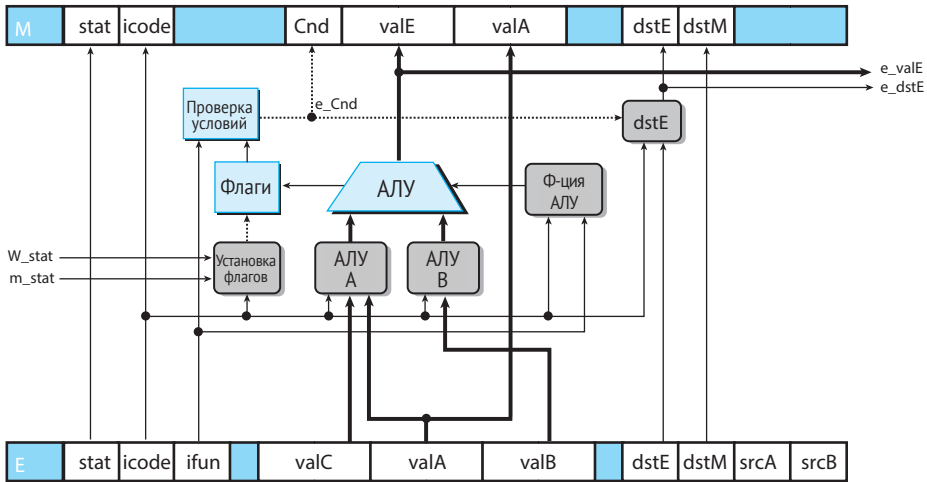 M stat icode Cnd valE valA dstE dstM
e_valE
e_dstE
e_Cnd
Проверка
условий
dstE
Флаги
АЛУ
Ф-ция
АЛУ
W_stat
m_stat
Установка
флагов
АЛУ
A
АЛУ
B
E stat icode ifun valC valA valB dstE dstM srcA srcB